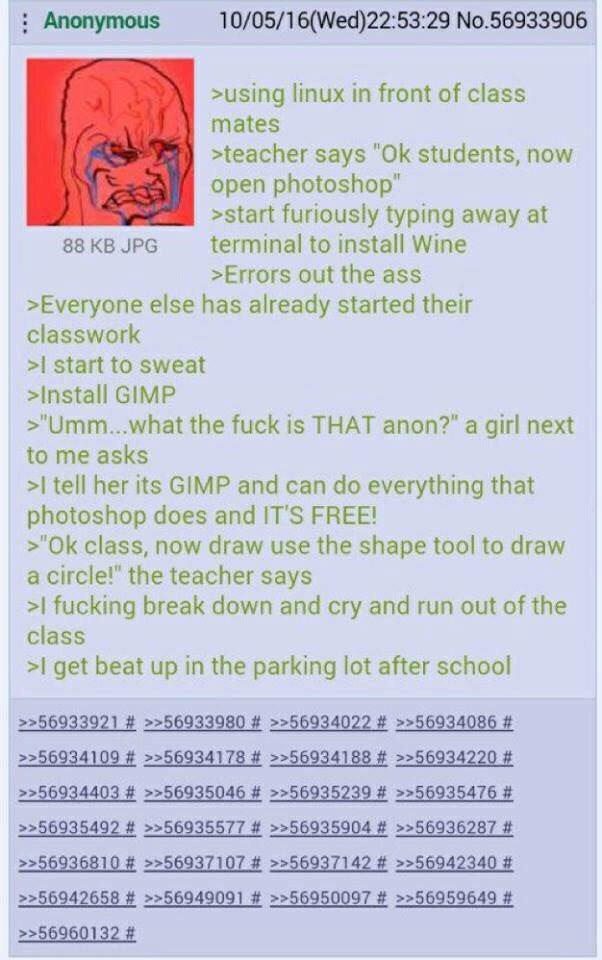 Anonymous 10/05/16(Wed)22:53:29 No.56933906
>using linux in front of class
mates
>teacher says "Ok students, now
open photoshop"
>start furiously typing away at
terminal to install Wine
88 KB JPG
>Errors out the ass
>Everyone else has already started their
classwork
>I start to sweat
>Install GIMP
>"Umm...what the fuck is THAT anon?" a girl next
to me asks
>I tell her its GIMP and can do everything that
photoshop does and IT'S FREE!
>"Ok class, now draw use the shape tool to draw
a circle!" the teacher says
>I fucking break down and cry and run out of the
class
>I get beat up in the parking lot after school
>>56933921 # >>56933980 # >>56934022 # >>56934086 #
>>56934109 # >>56934178 # >>56934188 # >>56934220 #
>>56934403 # >>56935046 # >>56935239 # >>56935476 #
>>56935492 # >>56935577 # >>56935904 # >>56936287 #
>>56936810 # >>56937107 # >>56937142 # >>56942340 #
>>56942658 # >>56949091 # >>56950097 # >>56959649 #
>>56960132 #